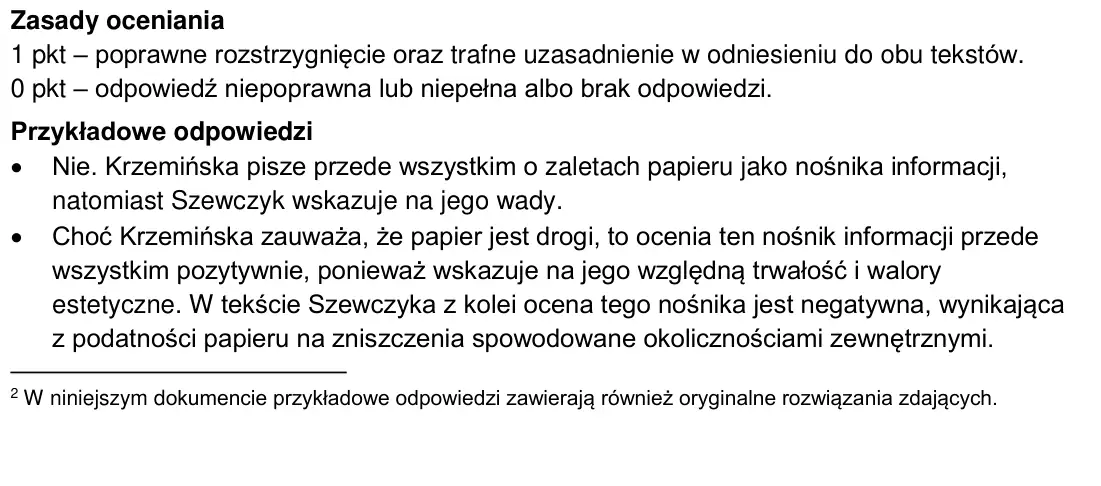 Zasady oceniania
1 pkt – poprawne rozstrzygnięcie oraz trafne uzasadnienie w odniesieniu do obu tekstów.
0 pkt – odpowiedź niepoprawna lub niepełna albo brak odpowiedzi.
Przykładowe odpowiedzi
• Nie. Krzemińska pisze przede wszystkim o zaletach papieru jako nośnika informacji,
natomiast Szewczyk wskazuje na jego wady.
• Choć Krzemińska zauważa, że papier jest drogi, to ocenia ten nośnik informacji przede
wszystkim pozytywnie, ponieważ wskazuje na jego względną trwałość i walory
estetyczne. W tekście Szewczyka z kolei ocena tego nośnika jest negatywna, wynikająca
z podatności papieru na zniszczenia spowodowane okolicznościami zewnętrznymi.
² W niniejszym dokumencie przykładowe odpowiedzi zawierają również oryginalne rozwiązania zdających.